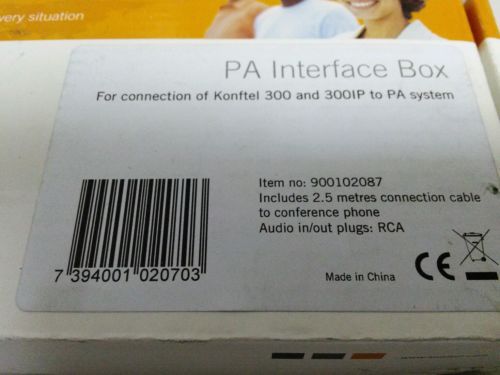 very situation
PA Interface Box
For connection of Konftel 300 and 300IP to PA system
Item no: 900102087
Includes 2.5 metres connection cable
to conference phone
Audio in/out plugs: RCA
7 394001 020703
Made in China
CE